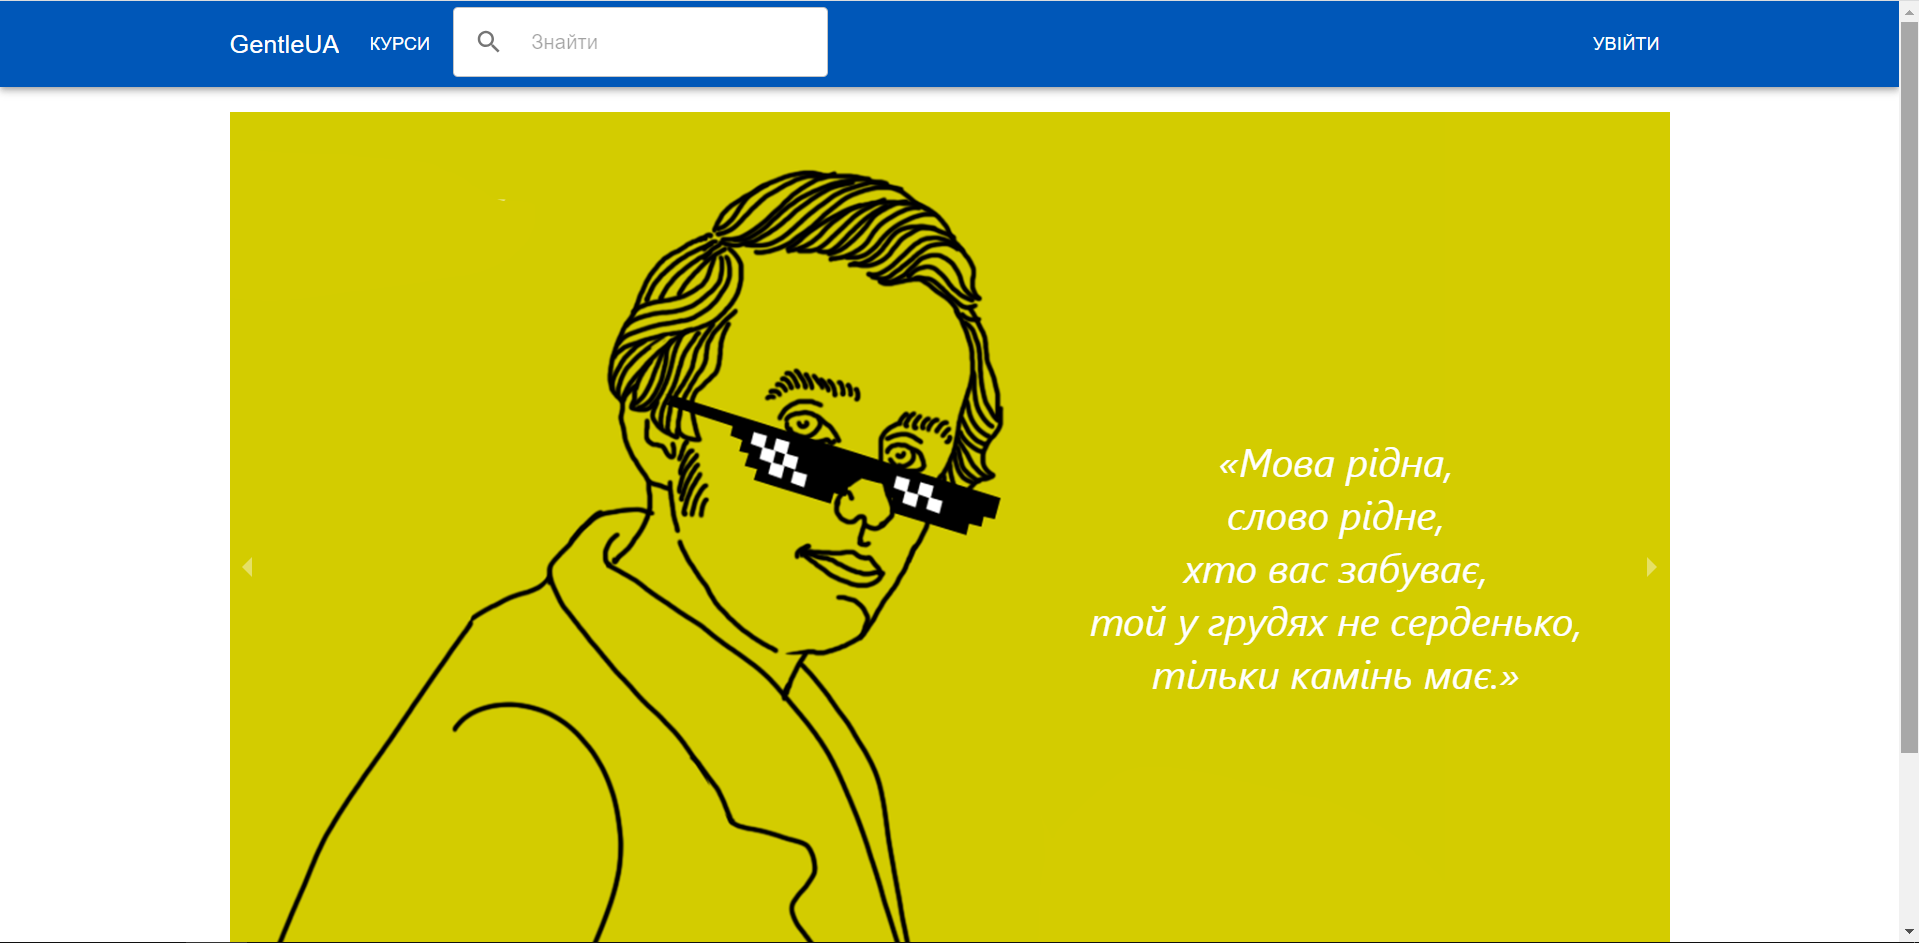 GentleUA КУРСИ Знайти УВІЙТИ
«Мова рідна,
слово рідне,
хто вас забуває,
той у грудях не серденько,
тільки камінь має.»